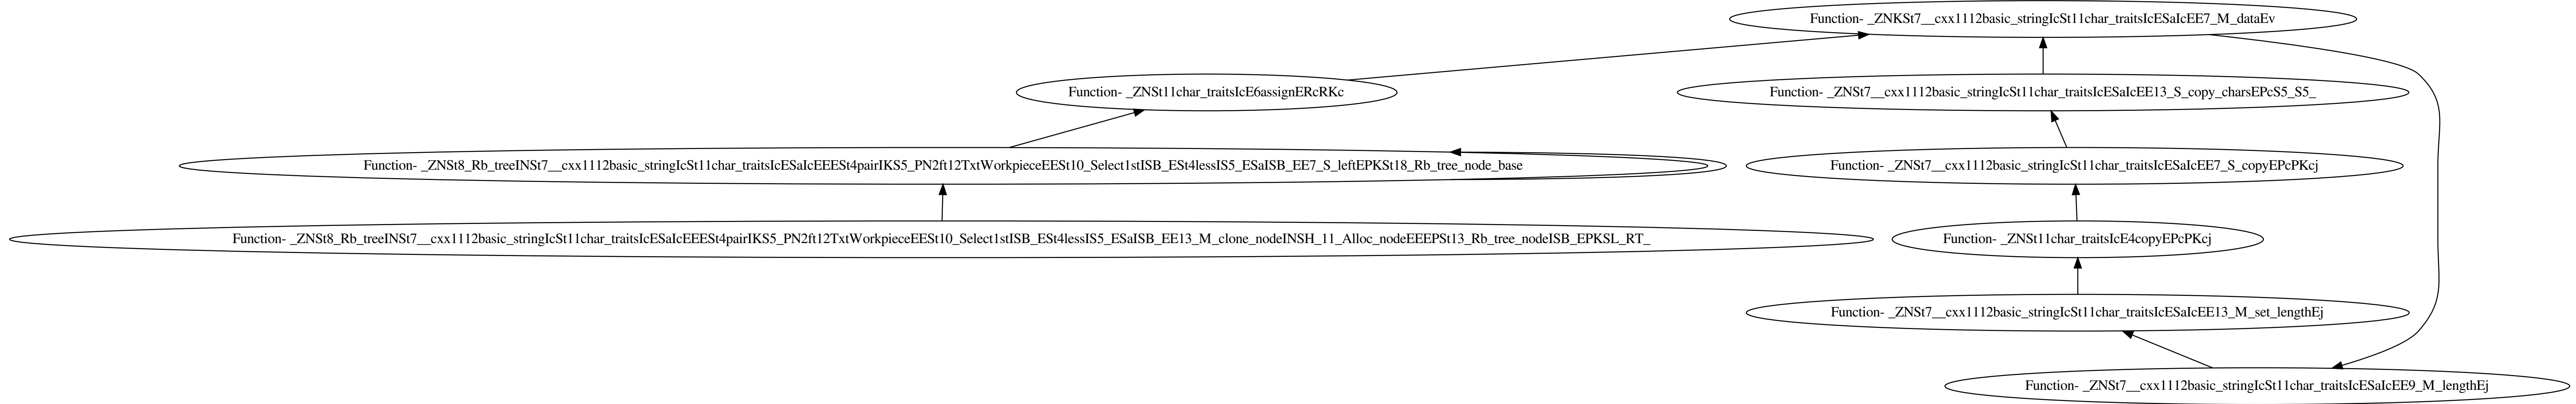 Function- _ZNKSt7__cxx1112basic_stringIcSt11char_traitsIcESaIcEE7_M_dataEv
Function- _ZNSt11char_traitsIcE6assignERcRKc
Function- _ZNSt7__cxx1112basic_stringIcSt11char_traitsIcESaIcEE13_S_copy_charsEPcS5_S5_
Function- _ZNSt8_Rb_treeINSt7__cxx1112basic_stringIcSt11char_traitsIcESaIcEEESt4pairIKS5_PN2ft12TxtWorkpieceEESt10_Select1stISB_ESt4lessIS5_ESaISB_EE7_S_leftEPKSt18_Rb_tree_node_base
Function- _ZNSt7__cxx1112basic_stringIcSt11char_traitsIcESaIcEE7_S_copyEPcPKcj
Function- _ZNSt8_Rb_treeINSt7__cxx1112basic_stringIcSt11char_traitsIcESaIcEEESt4pairIKS5_PN2ft12TxtWorkpieceEESt10_Select1stISB_ESt4lessIS5_ESaISB_EE13_M_clone_nodeINSH_11_Alloc_nodeEEEPSt13_Rb_tree_nodeISB_EPKSL_RT_
Function- _ZNSt11char_traitsIcE4copyEPcPKcj
Function- _ZNSt7__cxx1112basic_stringIcSt11char_traitsIcESaIcEE13_M_set_lengthEj
Function- _ZNSt7__cxx1112basic_stringIcSt11char_traitsIcESaIcEE9_M_lengthEj